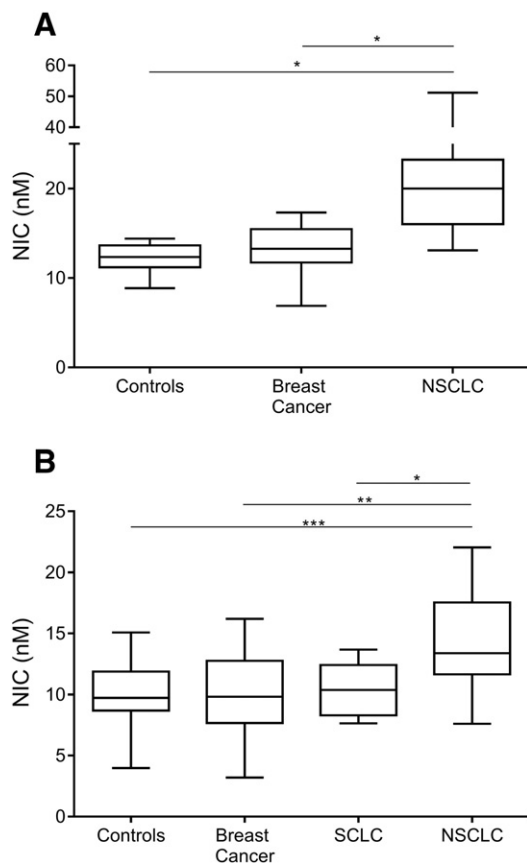 A
*
*
60
50
40
20
10
0
NIC (nM)
Controls
Breast
Cancer
NSCLC
B
*
**
***
25
20
15
10
5
0
NIC (nM)
Controls
Breast
Cancer
SCLC
NSCLC